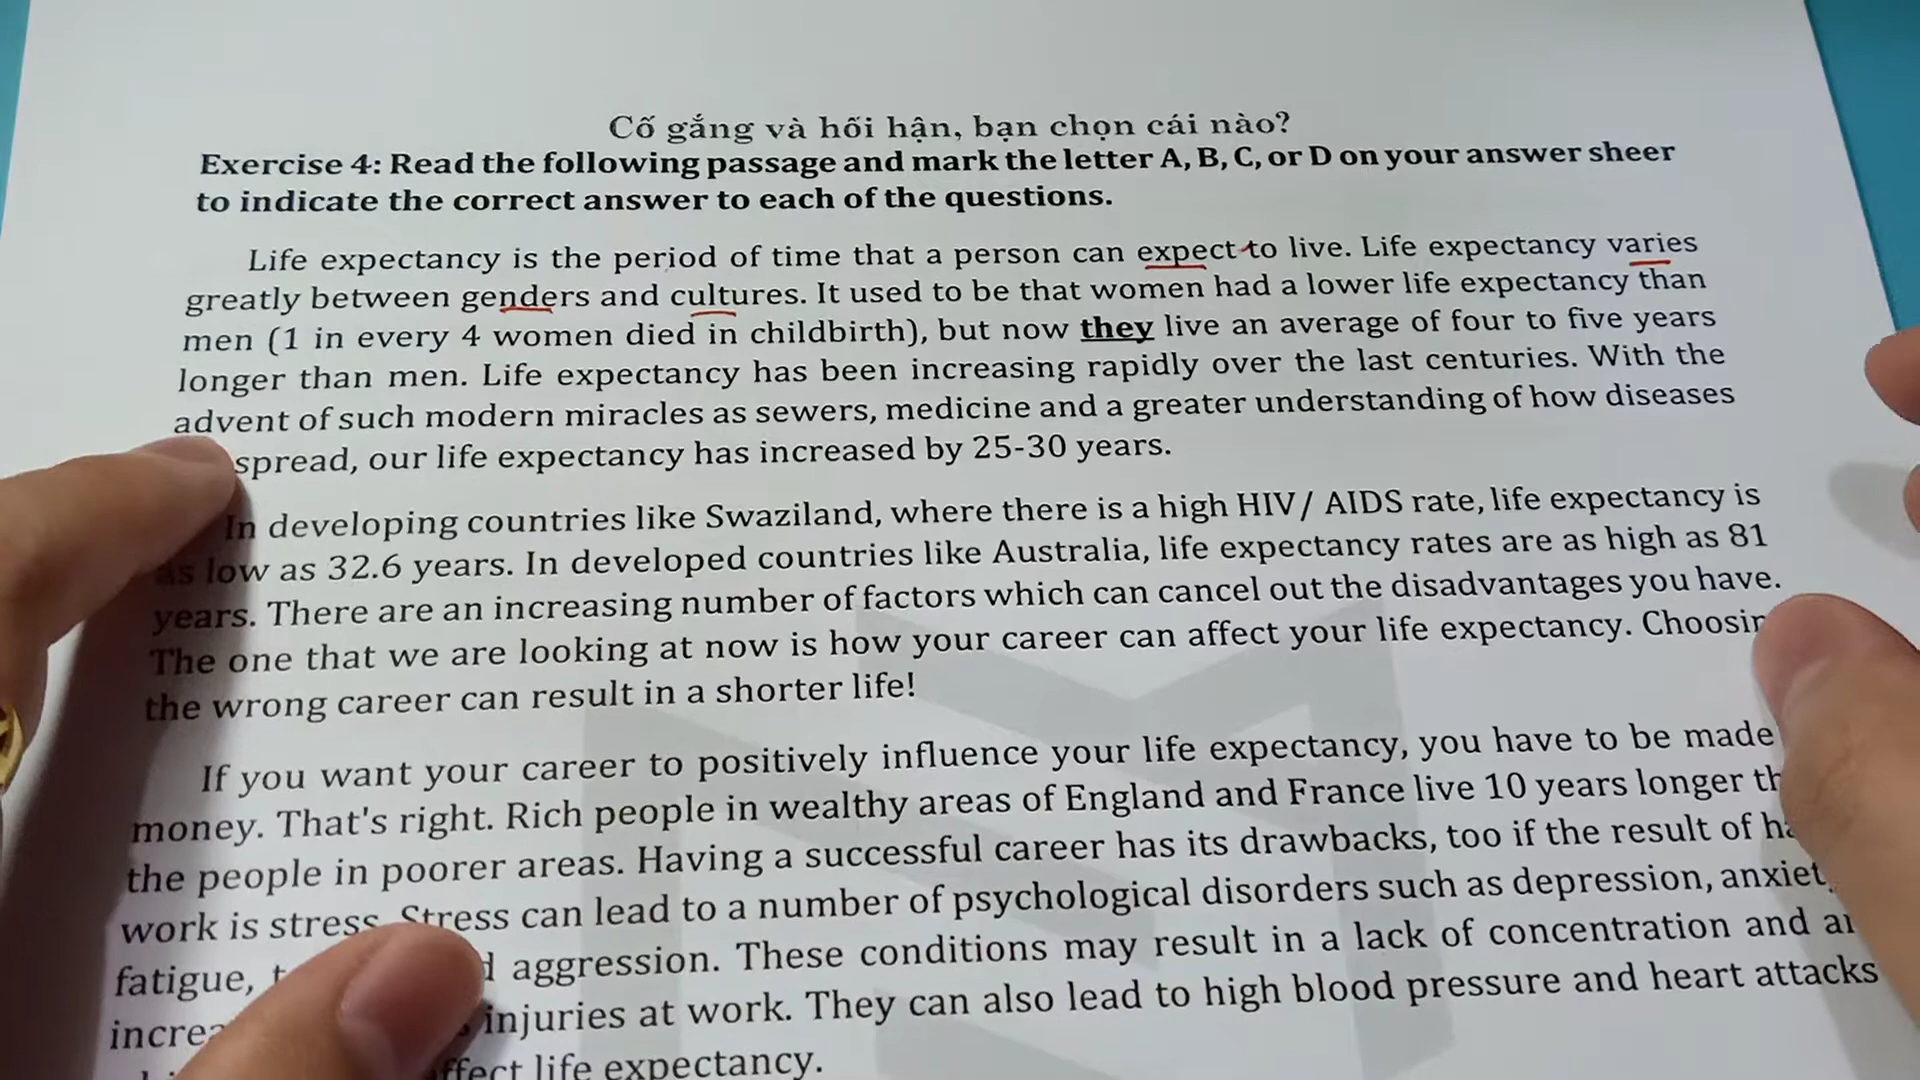 Cố gắng và hối hận, bạn chọn cái nào?
Exercise 4: Read the following passage and mark the letter A, B, C, or D on your answer sheer
to indicate the correct answer to each of the questions.
Life expectancy is the period of time that a person can expect to live. Life expectancy varies
greatly between genders and cultures. It used to be that women had a lower life expectancy than
men (1 in every 4 women died in childbirth), but now they live an average of four to five years
longer than men. Life expectancy has been increasing rapidly over the last centuries. With the
advent of such modern miracles as sewers, medicine and a greater understanding of how diseases
spread, our life expectancy has increased by 25-30 years.
In developing countries like Swaziland, where there is a high HIV/ AIDS rate, life expectancy is
as low as 32.6 years. In developed countries like Australia, life expectancy rates are as high as 81
years. There are an increasing number of factors which can cancel out the disadvantages you have.
The one that we are looking at now is how your career can affect your life expectancy.
the wrong career can result in a shorter life!
If you want your career to positively influence your life expectancy, you have to be made
money. That's right. Rich people in wealthy areas of England and France live 10 years longer
the people in poorer areas. Having a successful career has its drawbacks, too if the result of
work is stress. Stress can lead to a number of psychological disorders such as depression,
fatigue, aggression. These conditions may result in a lack of concentration and
injuries at work. They can also lead to high blood pressure and heart attacks
life expectancy.